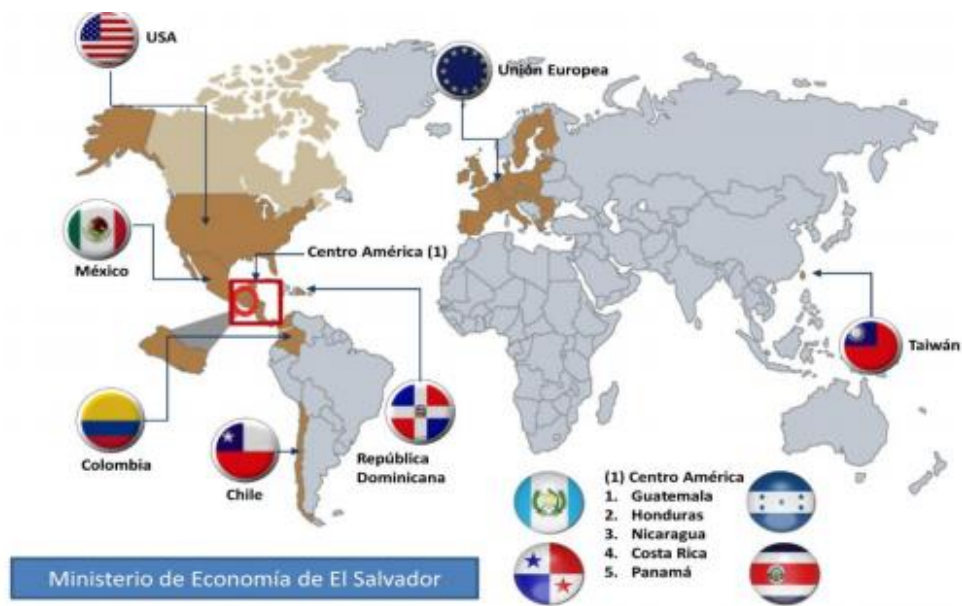 USA
Unión Europea
México
Centro América (1)
Taiwán
Colombia
Chile
República
Dominicana
(1) Centro América
1. Guatemala
2. Honduras
3. Nicaragua
4. Costa Rica
5. Panamá
Ministerio de Economía de El Salvador